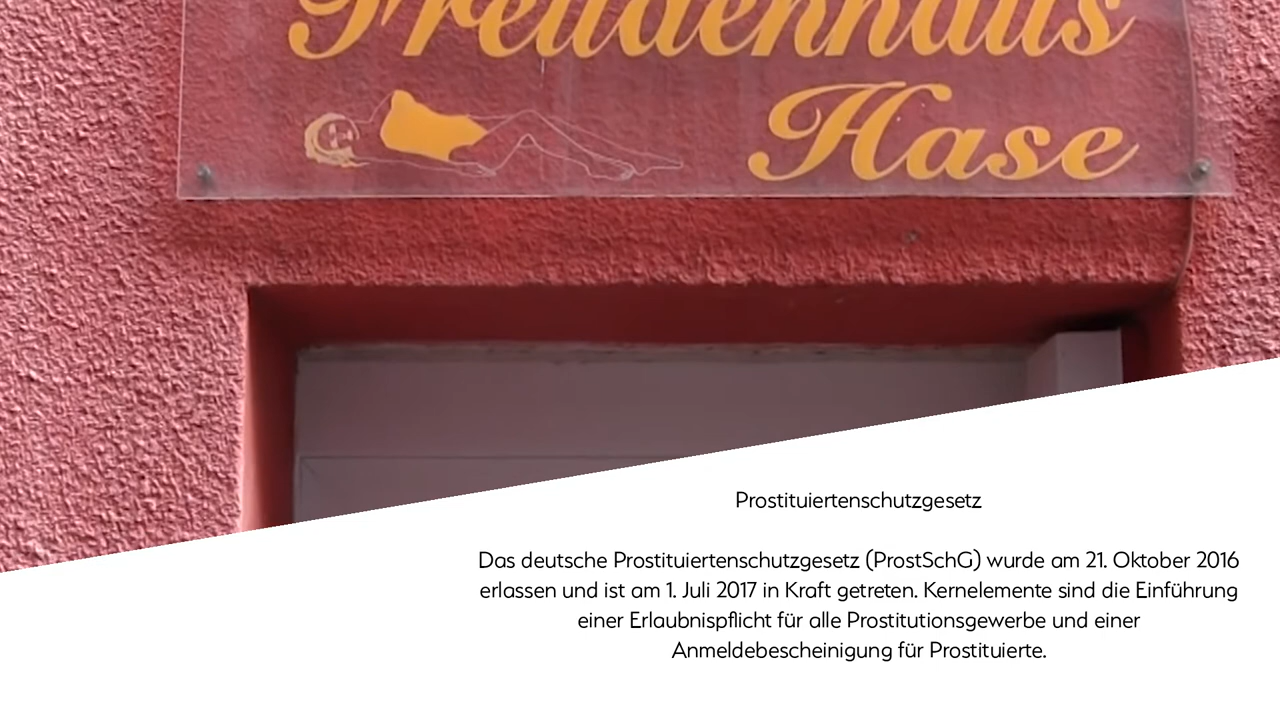 Freudenhaus
Hase
Prostituiertenschutzgesetz
Das deutsche Prostituiertenschutzgesetz (ProstSchG) wurde am 21. Oktober 2016
erlassen und ist am 1. Juli 2017 in Kraft getreten. Kernelemente sind die Einführung
einer Erlaubnispflicht für alle Prostitutionsgewerbe und einer
Anmeldebescheinigung für Prostituierte.